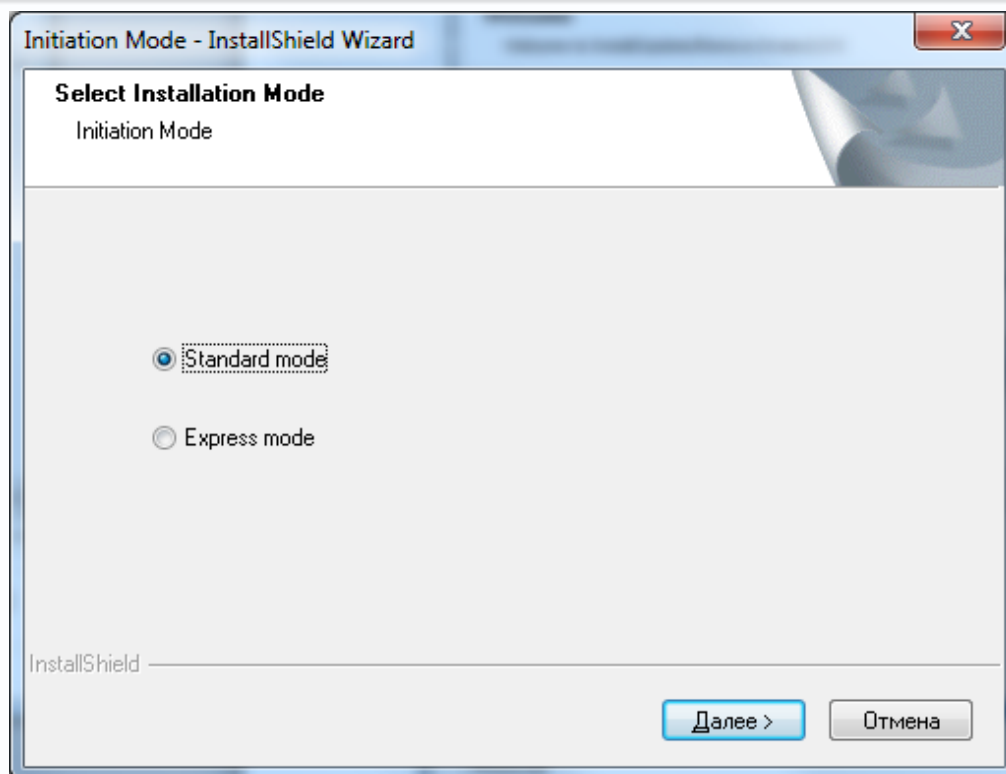 Initiation Mode - InstallShield Wizard
Select Installation Mode
Initiation Mode
Standard mode
Express mode
InstallShield
Далее >
Отмена